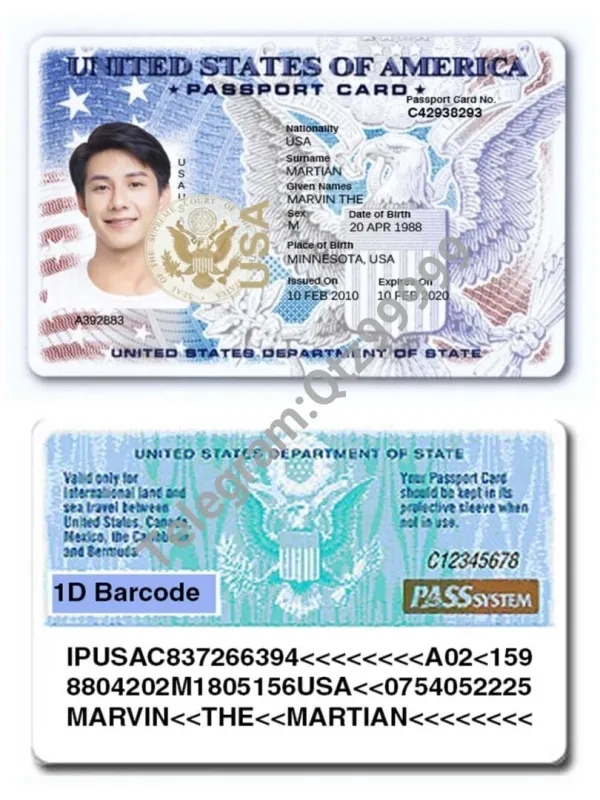 UNITED STATES OF AMERICA
★ PASSPORT CARD ★
Passport Card No.
C42938293
Nationality
USA
Surname
MARTIAN
Given Names
MARVIN THE
Sex Date of Birth
M 20 APR 1988
Place of Birth
MINNESOTA, USA
Issued On Expires On
10 FEB 2010 10 FEB 2020
USA
USA
A392883
UNITED STATES DEPARTMENT OF STATE
Telegram:Qtz99999
UNITED STATES DEPARTMENT OF STATE
Valid only for
international land and
sea travel between
United States, Canada,
Mexico, the Caribbean
and Bermuda.
Your Passport Card
should be kept in its
protective sleeve when
not in use.
C12345678
1D Barcode
PASS SYSTEM
IPUSAC837266394<<<<<<<<A02<159
8804202M1805156USA<<0754052225
MARVIN<<THE<<MARTIAN<<<<<<<<